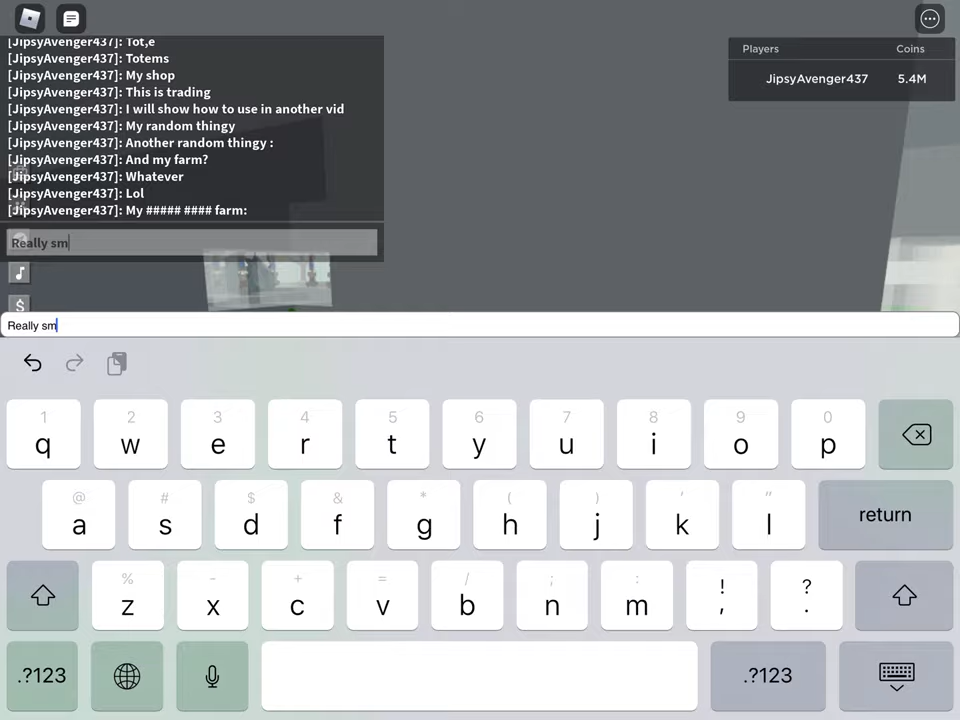 [JipsyAvenger437]: Tot,e
[JipsyAvenger437]: Totems
[JipsyAvenger437]: My shop
[JipsyAvenger437]: This is trading
[JipsyAvenger437]: I will show how to use in another vid
[JipsyAvenger437]: My random thingy
[JipsyAvenger437]: Another random thingy :
[JipsyAvenger437]: And my farm?
[JipsyAvenger437]: Whatever
[JipsyAvenger437]: Lol
[JipsyAvenger437]: My ##### #### farm:
Really sm
Players Coins
JipsyAvenger437 5.4M
$
Really sm
1 2 3 4 5 6 7 8 9 0
q w e r t y u i o p
@ # $ & * ( ) ' "
a s d f g h j k l return
% - + = / ; : ! ?
z x c v b n m , .
.?123 .?123